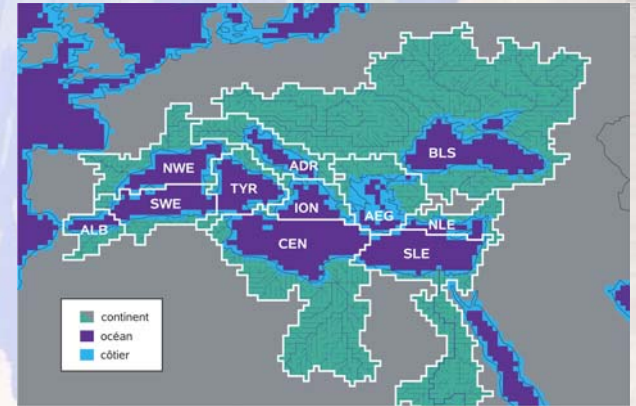 BLS
NWE
ADR
TYR
SWE
ION
AEG
ALB
NLE
CEN
SLE
continent
océan
côtier